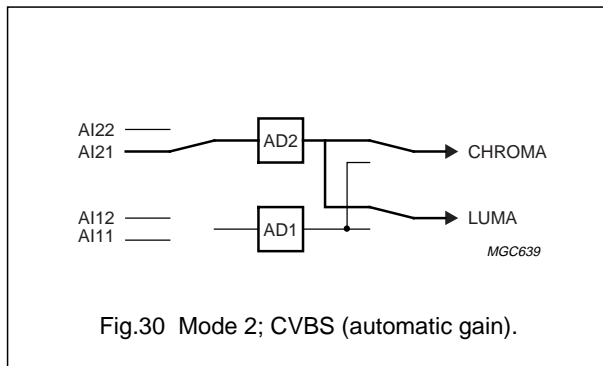 AI22
AI21
AD2
CHROMA
AI12
AI11
AD1
LUMA
MGC639
Fig.30 Mode 2; CVBS (automatic gain).